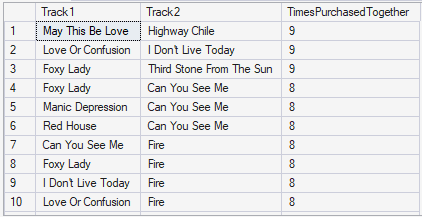 Track1 Track2 TimesPurchasedTogether
1 May This Be Love Highway Chile 9
2 Love Or Confusion I Don't Live Today 9
3 Foxy Lady Third Stone From The Sun 9
4 Foxy Lady Can You See Me 8
5 Manic Depression Can You See Me 8
6 Red House Can You See Me 8
7 Can You See Me Fire 8
8 Foxy Lady Fire 8
9 I Don't Live Today Fire 8
10 Love Or Confusion Fire 8